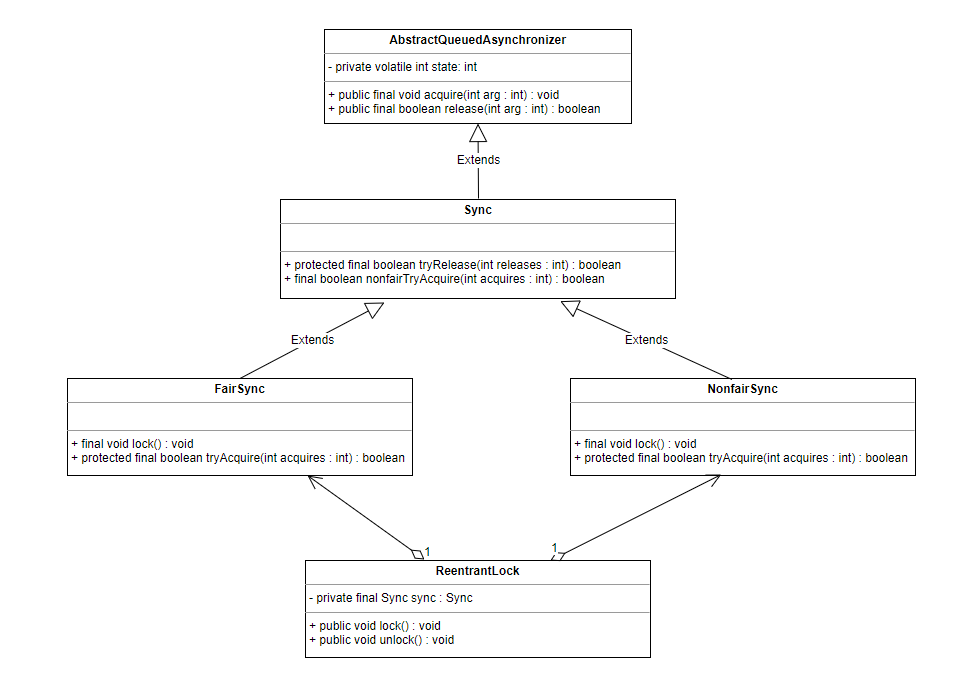 AbstractQueuedAsynchronizer
- private volatile int state: int
+ public final void acquire(int arg : int) : void
+ public final boolean release(int arg : int) : boolean
Extends
Sync
+ protected final boolean tryRelease(int releases : int) : boolean
+ final boolean nonfairTryAcquire(int acquires : int) : boolean
Extends
Extends
FairSync
+ final void lock() : void
+ protected final boolean tryAcquire(int acquires : int) : boolean
NonfairSync
+ final void lock() : void
+ protected final boolean tryAcquire(int acquires : int) : boolean
1
1
ReentrantLock
- private final Sync sync : Sync
+ public void lock() : void
+ public void unlock() : void